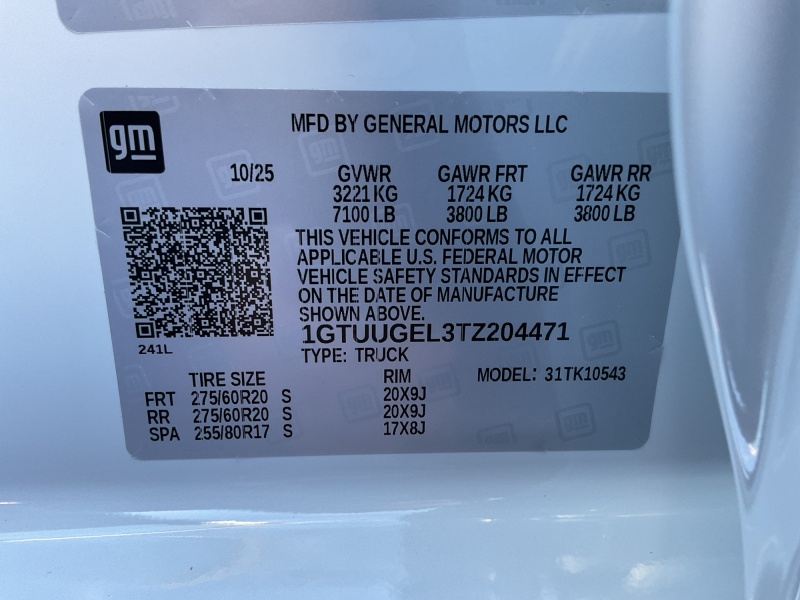 gm
MFD BY GENERAL MOTORS LLC
10/25 GVWR GAWR FRT GAWR RR
3221 KG 1724 KG 1724 KG
7100 LB 3800 LB 3800 LB
THIS VEHICLE CONFORMS TO ALL
APPLICABLE U.S. FEDERAL MOTOR
VEHICLE SAFETY STANDARDS IN EFFECT
ON THE DATE OF MANUFACTURE
SHOWN ABOVE.
1GTUUGEL3TZ204471
241L
TYPE: TRUCK
TIRE SIZE RIM MODEL: 31TK10543
FRT 275/60R20 S 20X9J
RR 275/60R20 S 20X9J
SPA 255/80R17 S 17X8J